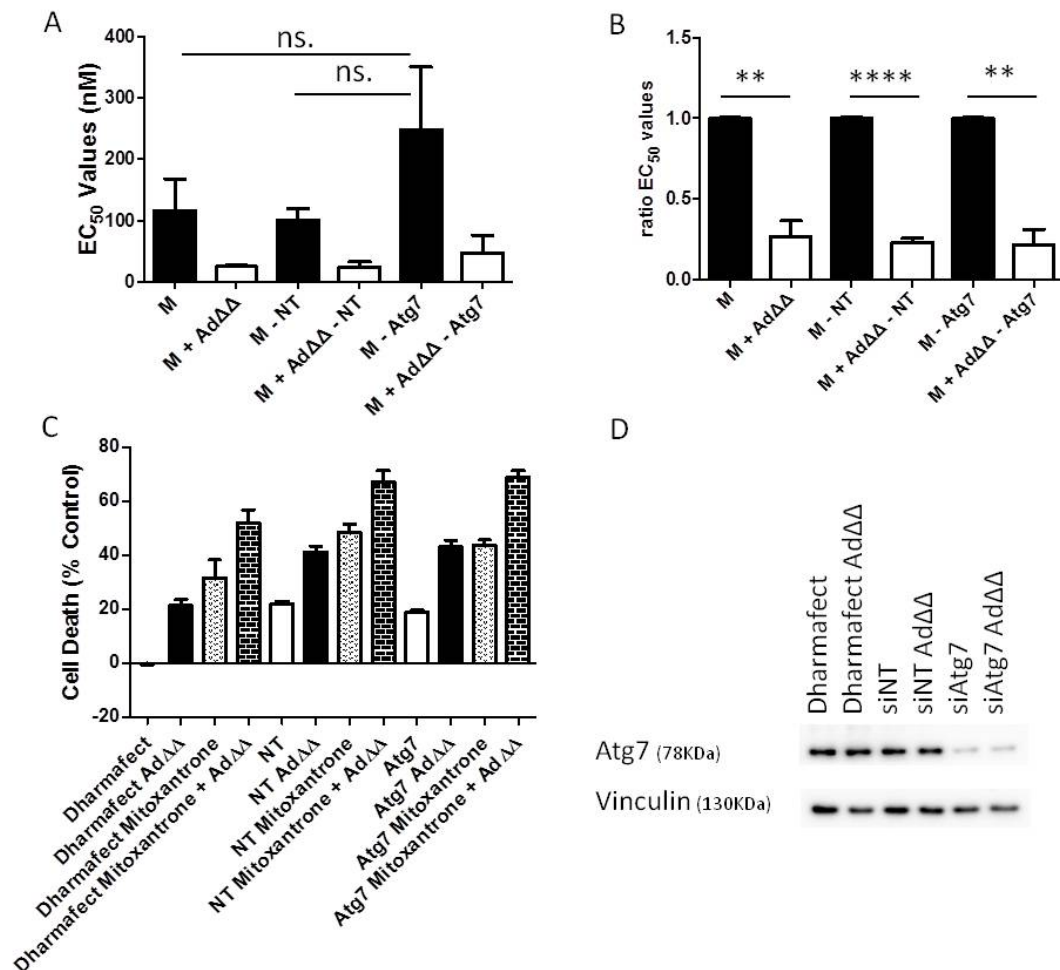 A
ns.
ns.
EC50 Values (nM)
400
300
200
100
0
M
M + AdΔΔ
M - NT
M + AdΔΔ - NT
M - Atg7
M + AdΔΔ - Atg7
B
ratio EC50 values
1.5
1.0
0.5
0.0
**
****
**
M
M + AdΔΔ
M - NT
M + AdΔΔ - NT
M - Atg7
M + AdΔΔ - Atg7
C
Cell Death (% Control)
80
60
40
20
0
-20
Dharmafect
Dharmafect AdΔΔ
Dharmafect Mitoxantrone
Dharmafect Mitoxantrone + AdΔΔ
NT
NT AdΔΔ
NT Mitoxantrone
NT Mitoxantrone + AdΔΔ
Atg7
Atg7 AdΔΔ
Atg7 Mitoxantrone
Atg7 Mitoxantrone + AdΔΔ
D
Dharmafect
Dharmafect AdΔΔ
siNT
siNT AdΔΔ
siAtg7
siAtg7 AdΔΔ
Atg7 (78KDa)
Vinculin (130KDa)